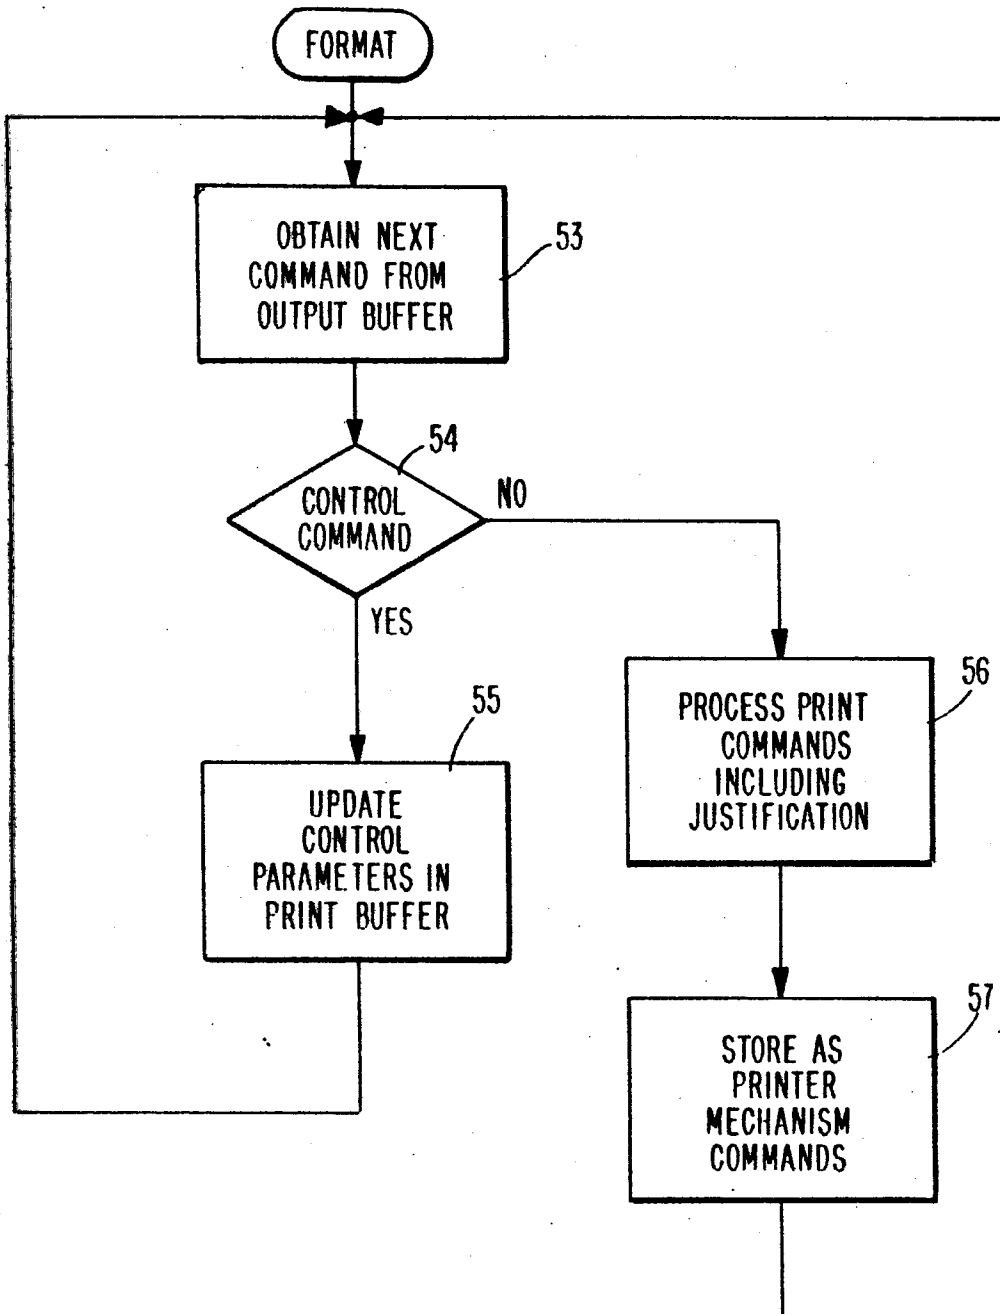 FORMAT
OBTAIN NEXT
COMMAND FROM
OUTPUT BUFFER
53
54
CONTROL
COMMAND
NO
YES
55
UPDATE
CONTROL
PARAMETERS IN
PRINT BUFFER
56
PROCESS PRINT
COMMANDS
INCLUDING
JUSTIFICATION
57
STORE AS
PRINTER
MECHANISM
COMMANDS